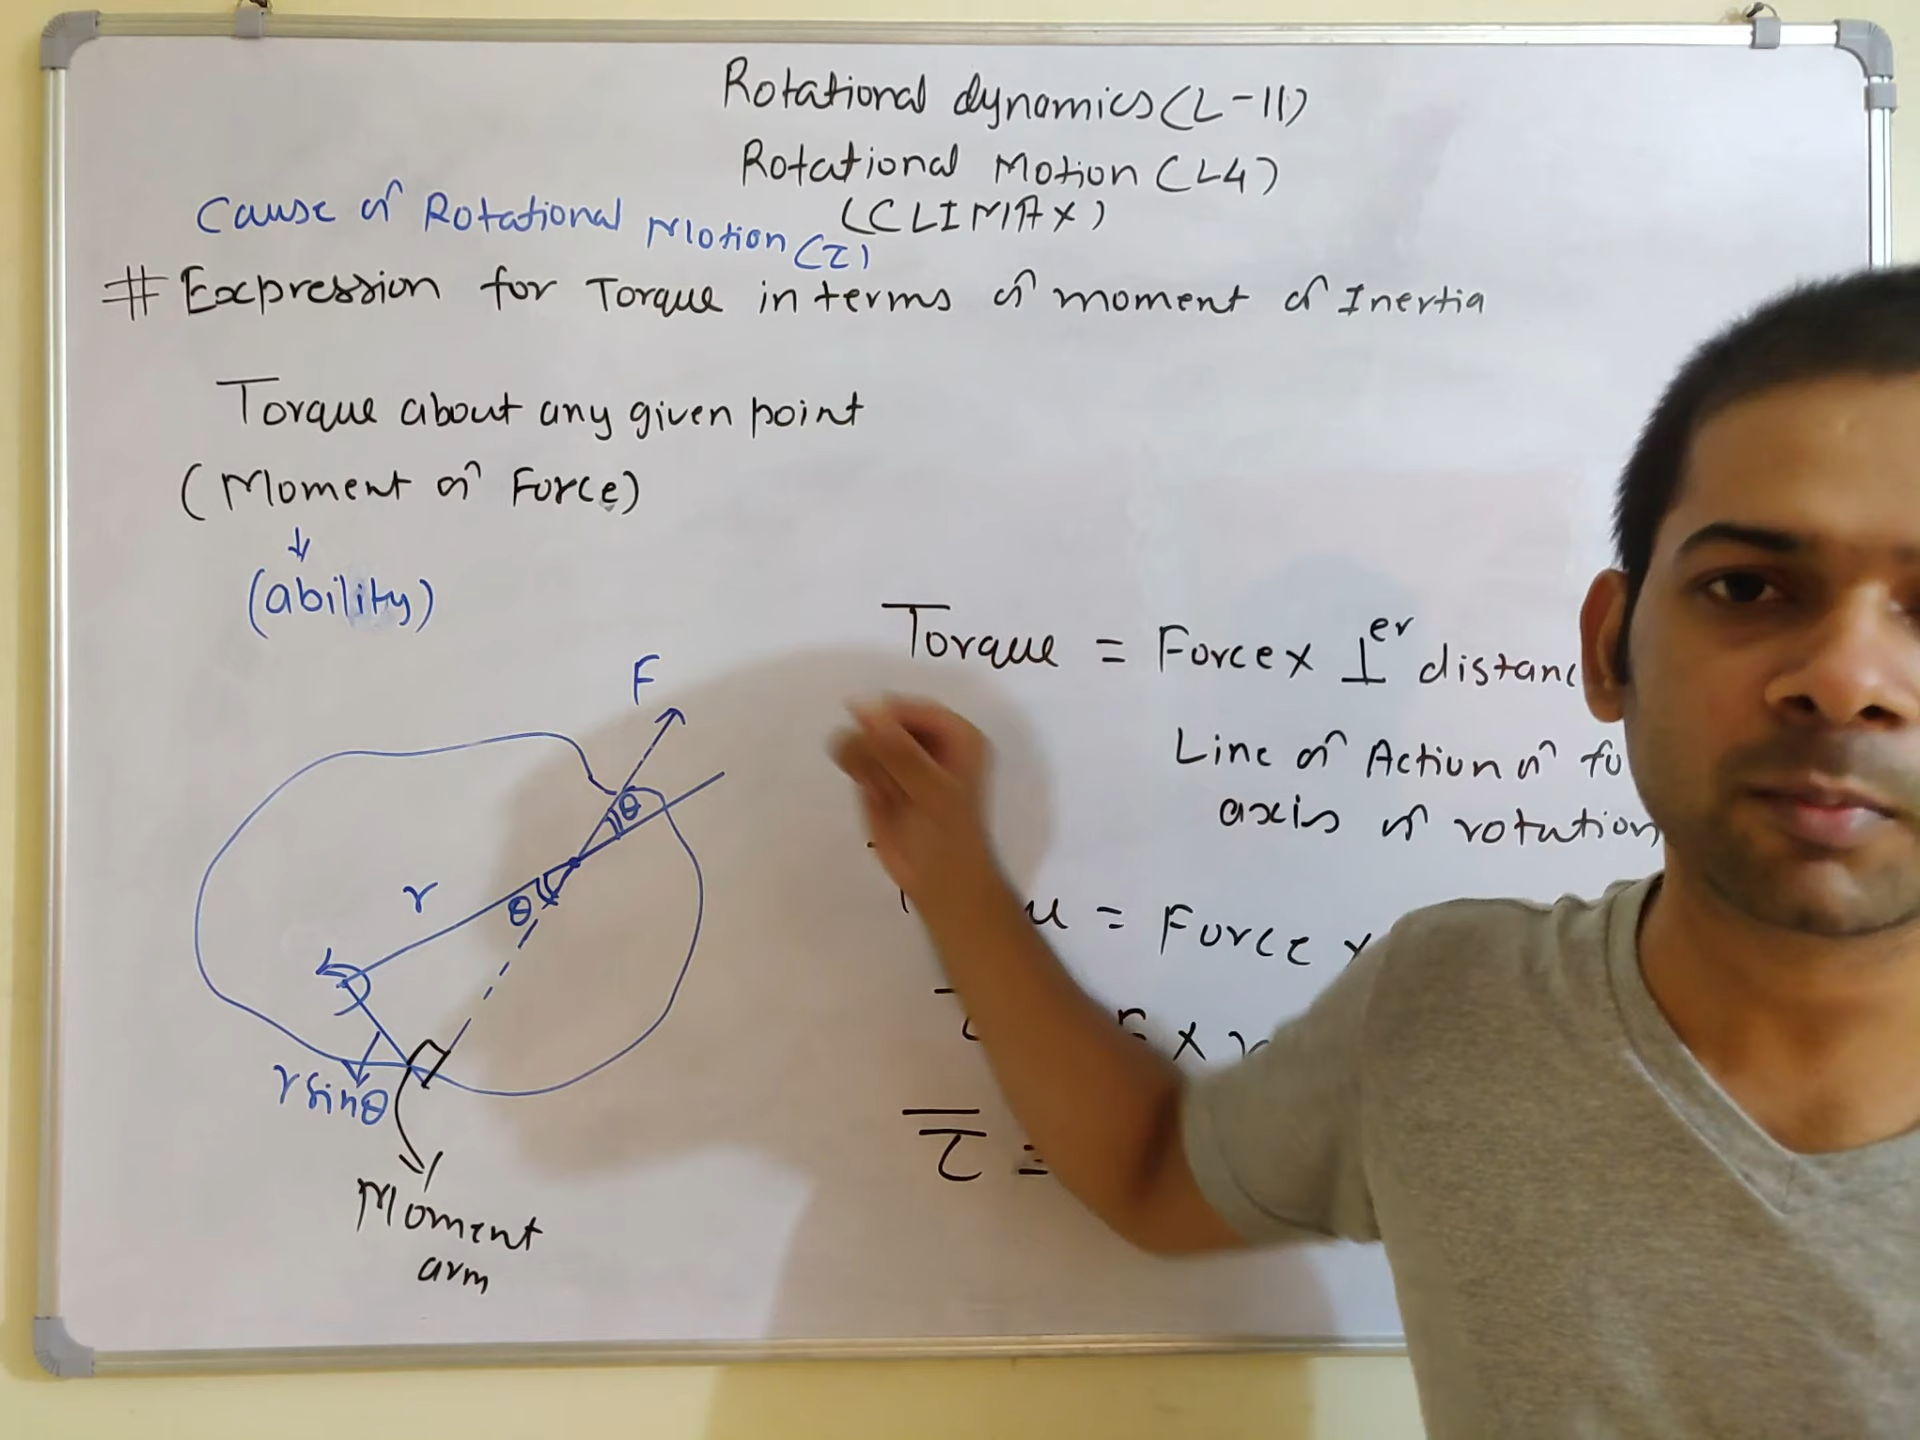 Rotational dynamics (L-11)
Rotational Motion (L4)
(CLIMAX)
Cause of Rotational Motion (τ)
# Expression for Torque in terms of moment of Inertia
Torque about any given point
(Moment of Force)
↓
(ability)
Torque = Force x ⊥er distanc
Line of Action of fo
axis of rotation
F
θ
r
θ
r sinθ
Moment
arm
= Force x
τ F x r
τ =